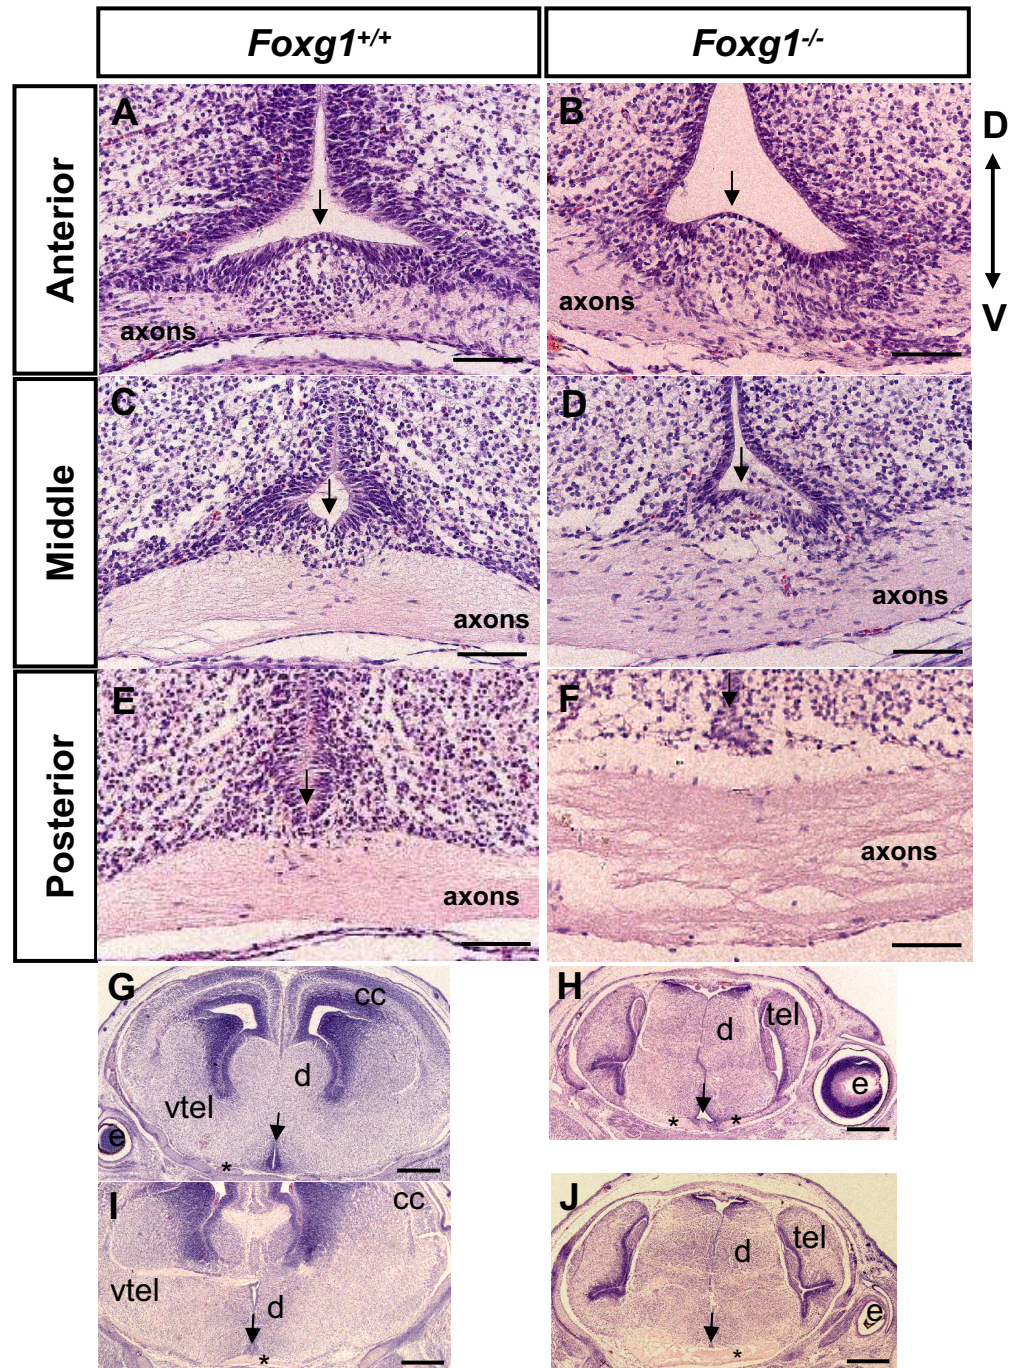 Foxg1+/+ Foxg1-/-
Anterior
A
B
D
V
axons
axons
Middle
C
D
axons
axons
Posterior
E
F
axons
axons
G
cc
d
vtel
e
*
H
tel
d
e
* *
I
cc
vtel
d
*
J
tel
d
e
*